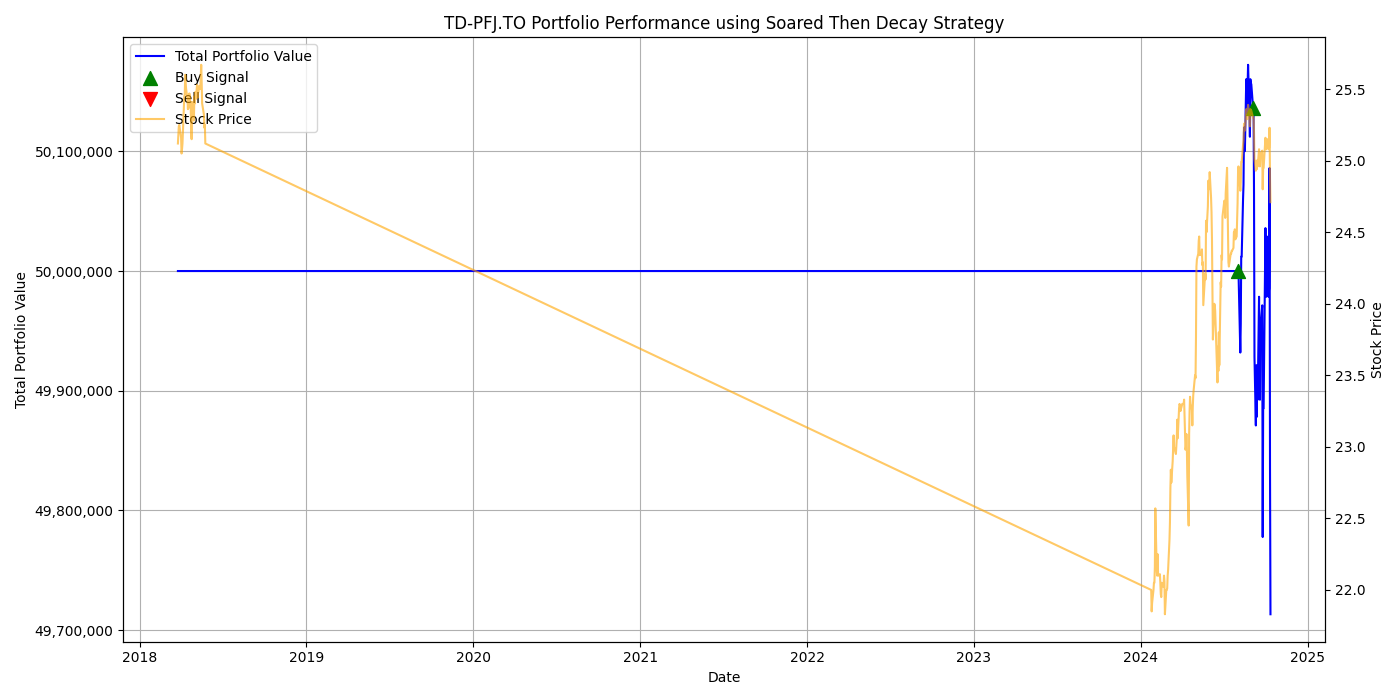 TD-PFJ.TO Portfolio Performance using Soared Then Decay Strategy
Total Portfolio Value
Buy Signal
Sell Signal
Stock Price
50,100,000
50,000,000
49,900,000
49,800,000
49,700,000
Total Portfolio Value
25.5
25.0
24.5
24.0
23.5
23.0
22.5
22.0
Stock Price
2018
2019
2020
2021
2022
2023
2024
2025
Date